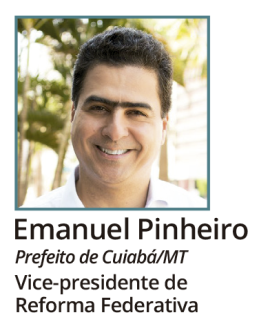 Emanuel Pinheiro
Prefeito de Cuiabá/MT
Vice-presidente de
Reforma Federativa